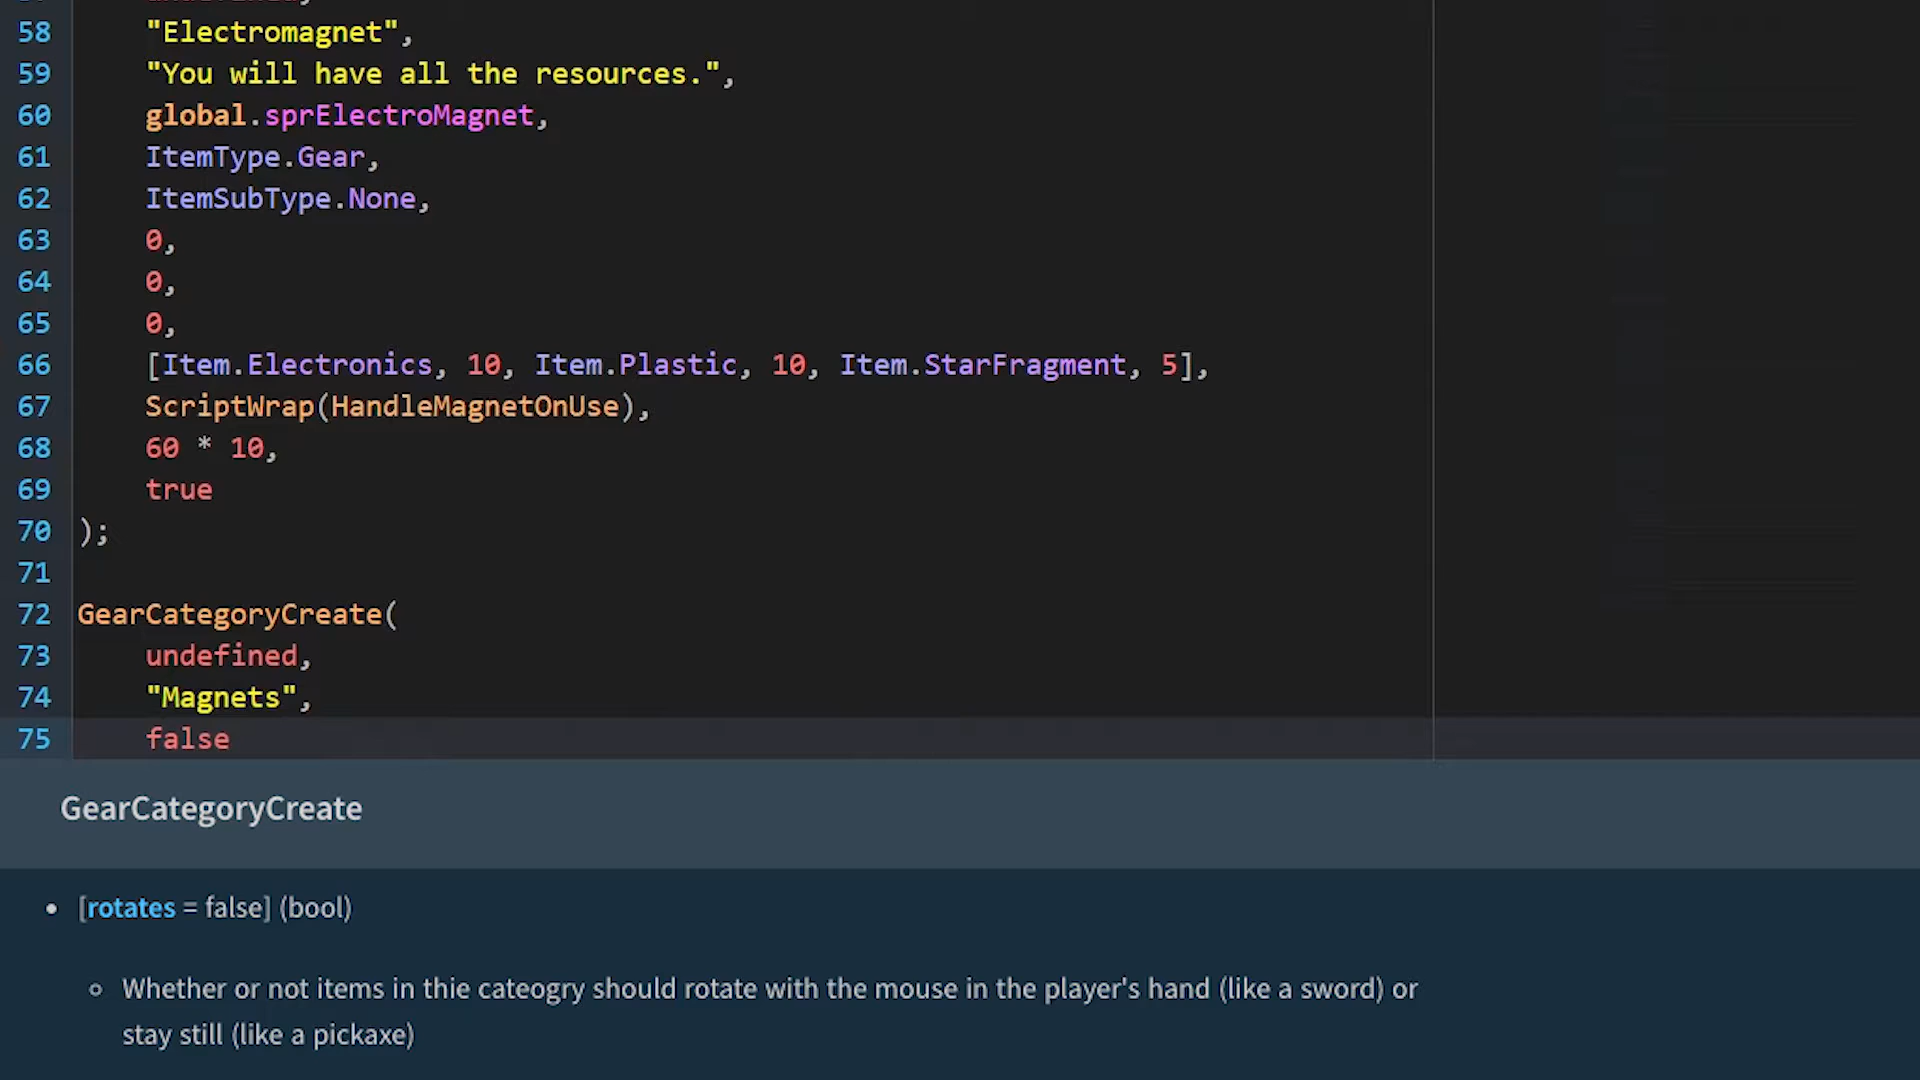 58 "Electromagnet",
59 "You will have all the resources.",
60 global.sprElectroMagnet,
61 ItemType.Gear,
62 ItemSubType.None,
63 0,
64 0,
65 0,
66 [Item.Electronics, 10, Item.Plastic, 10, Item.StarFragment, 5],
67 ScriptWrap(HandleMagnetOnUse),
68 60 * 10,
69 true
70 );
71
72 GearCategoryCreate(
73 undefined,
74 "Magnets",
75 false
GearCategoryCreate
• [rotates = false] (bool)
◦ Whether or not items in thie cateogry should rotate with the mouse in the player's hand (like a sword) or
stay still (like a pickaxe)